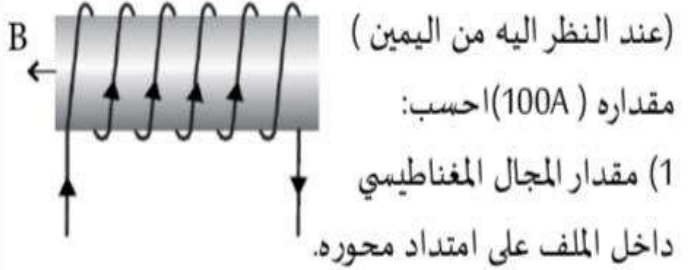 (عند النظر اليه من اليمين )
B
مقداره ( 100A)احسب:
1) مقدار المجال المغناطيسي
داخل الملف على امتداد محوره.